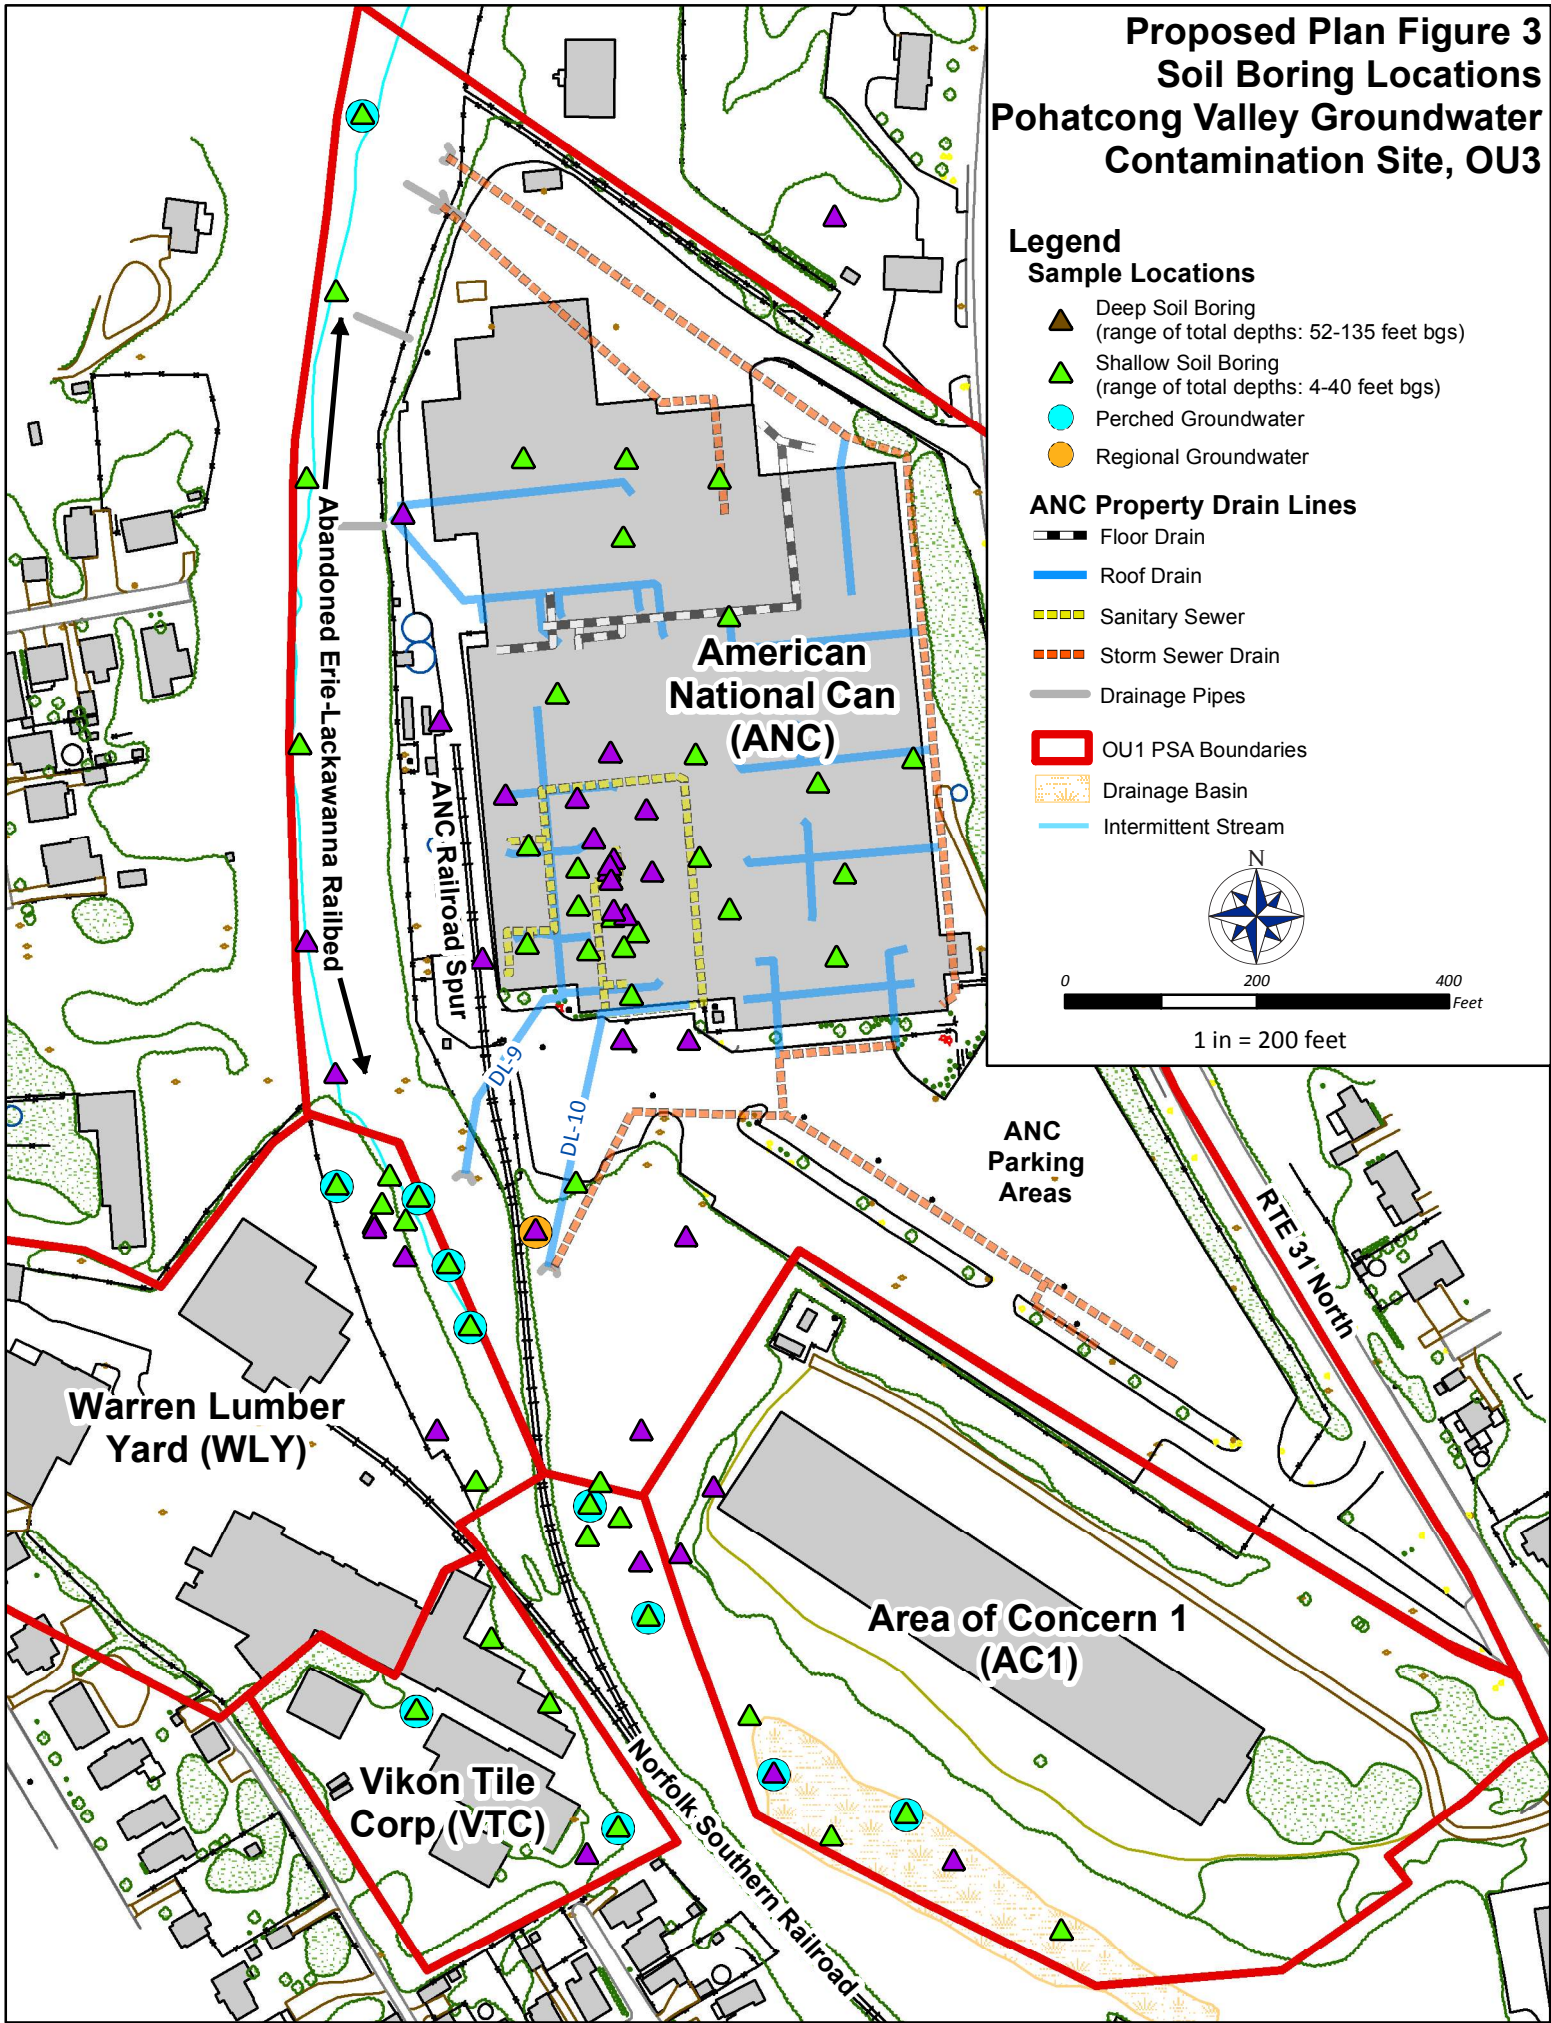 Proposed Plan Figure 3
Soil Boring Locations
Pohatcong Valley Groundwater
Contamination Site, OU3
Legend
Sample Locations
Deep Soil Boring
(range of total depths: 52-135 feet bgs)
Shallow Soil Boring
(range of total depths: 4-40 feet bgs)
Perched Groundwater
Regional Groundwater
ANC Property Drain Lines
Floor Drain
Roof Drain
Sanitary Sewer
Storm Sewer Drain
Drainage Pipes
OU1 PSA Boundaries
Drainage Basin
Intermittent Stream
N
0 200 400
Feet
1 in = 200 feet
American
National Can
(ANC)
Abandoned Erie-Lackawanna Railbed
ANC Railroad Spur
DL-9
DL-10
ANC
Parking
Areas
RTE 31 North
Warren Lumber
Yard (WLY)
Area of Concern 1
(AC1)
Vikon Tile
Corp (VTC)
Norfolk Southern Railroad